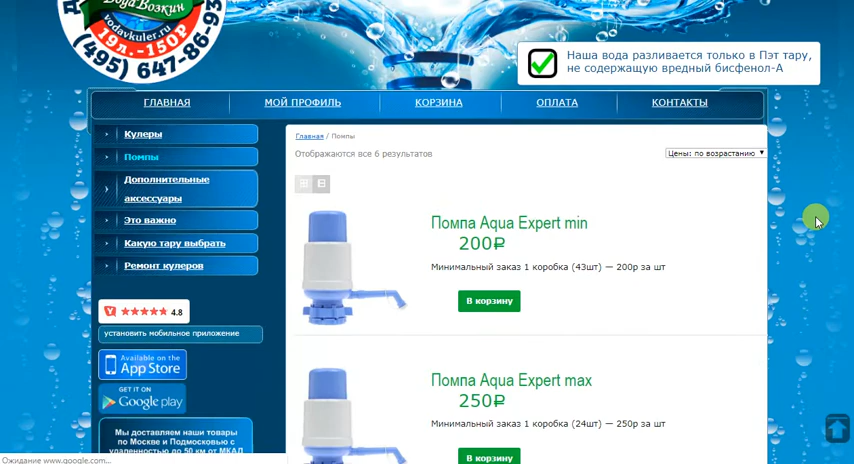 ВодаВозкин
vodavkuler.ru
19л.-150Р
(495) 647-86-93
Наша вода разливается только в Пэт тару,
не содержащую вредный бисфенол-А
ГЛАВНАЯ
МОЙ ПРОФИЛЬ
КОРЗИНА
ОПЛАТА
КОНТАКТЫ
Кулеры
Помпы
Дополнительные
аксессуары
Это важно
Какую тару выбрать
Ремонт кулеров
4.8
установить мобильное приложение
Available on the
App Store
GET IT ON
Google play
Мы доставляем наши товары
по Москве и Подмосковью с
удаленностью до 50 км от МКАД
Главная / Помпы
Отображаются все 6 результатов
Цены: по возрастанию
Помпа Aqua Expert min
200₽
Минимальный заказ 1 коробка (43шт) — 200р за шт
В корзину
Помпа Aqua Expert max
250₽
Минимальный заказ 1 коробка (24шт) — 250р за шт
В корзину
Ожидание www.google.com...